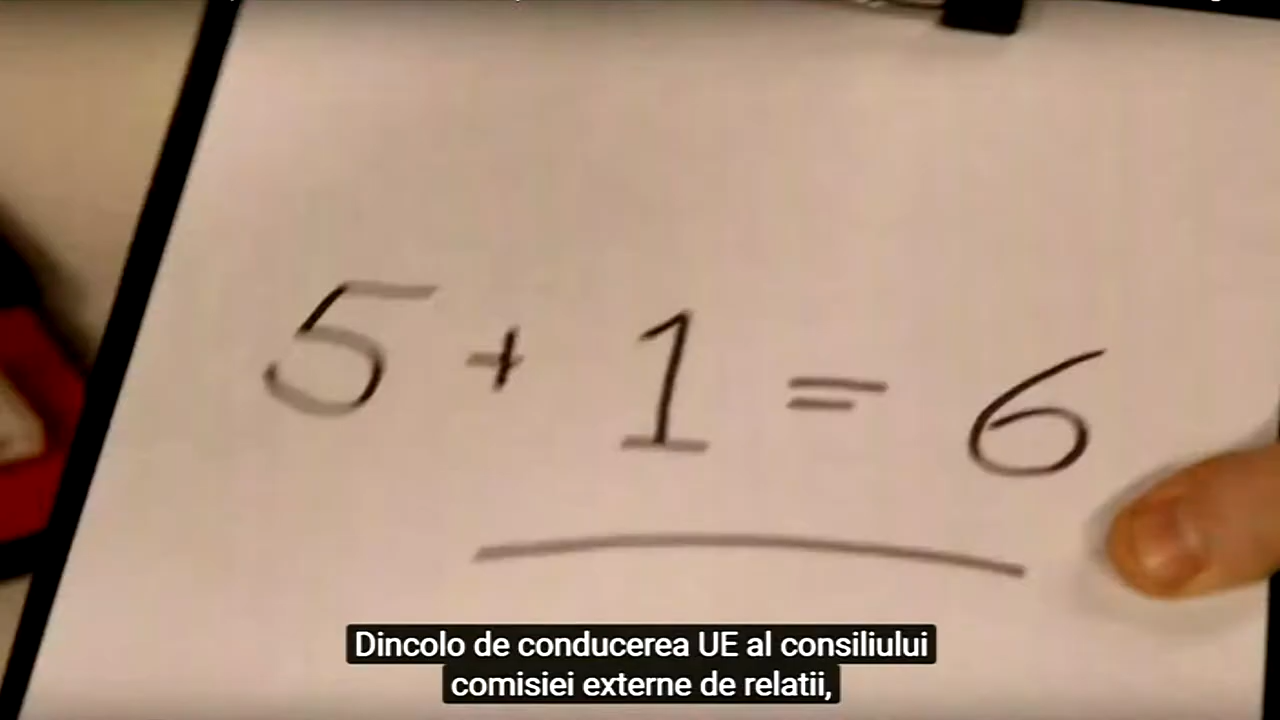 5 + 1 = 6
Dincolo de conducerea UE al consiliului
comisiei externe de relatii,